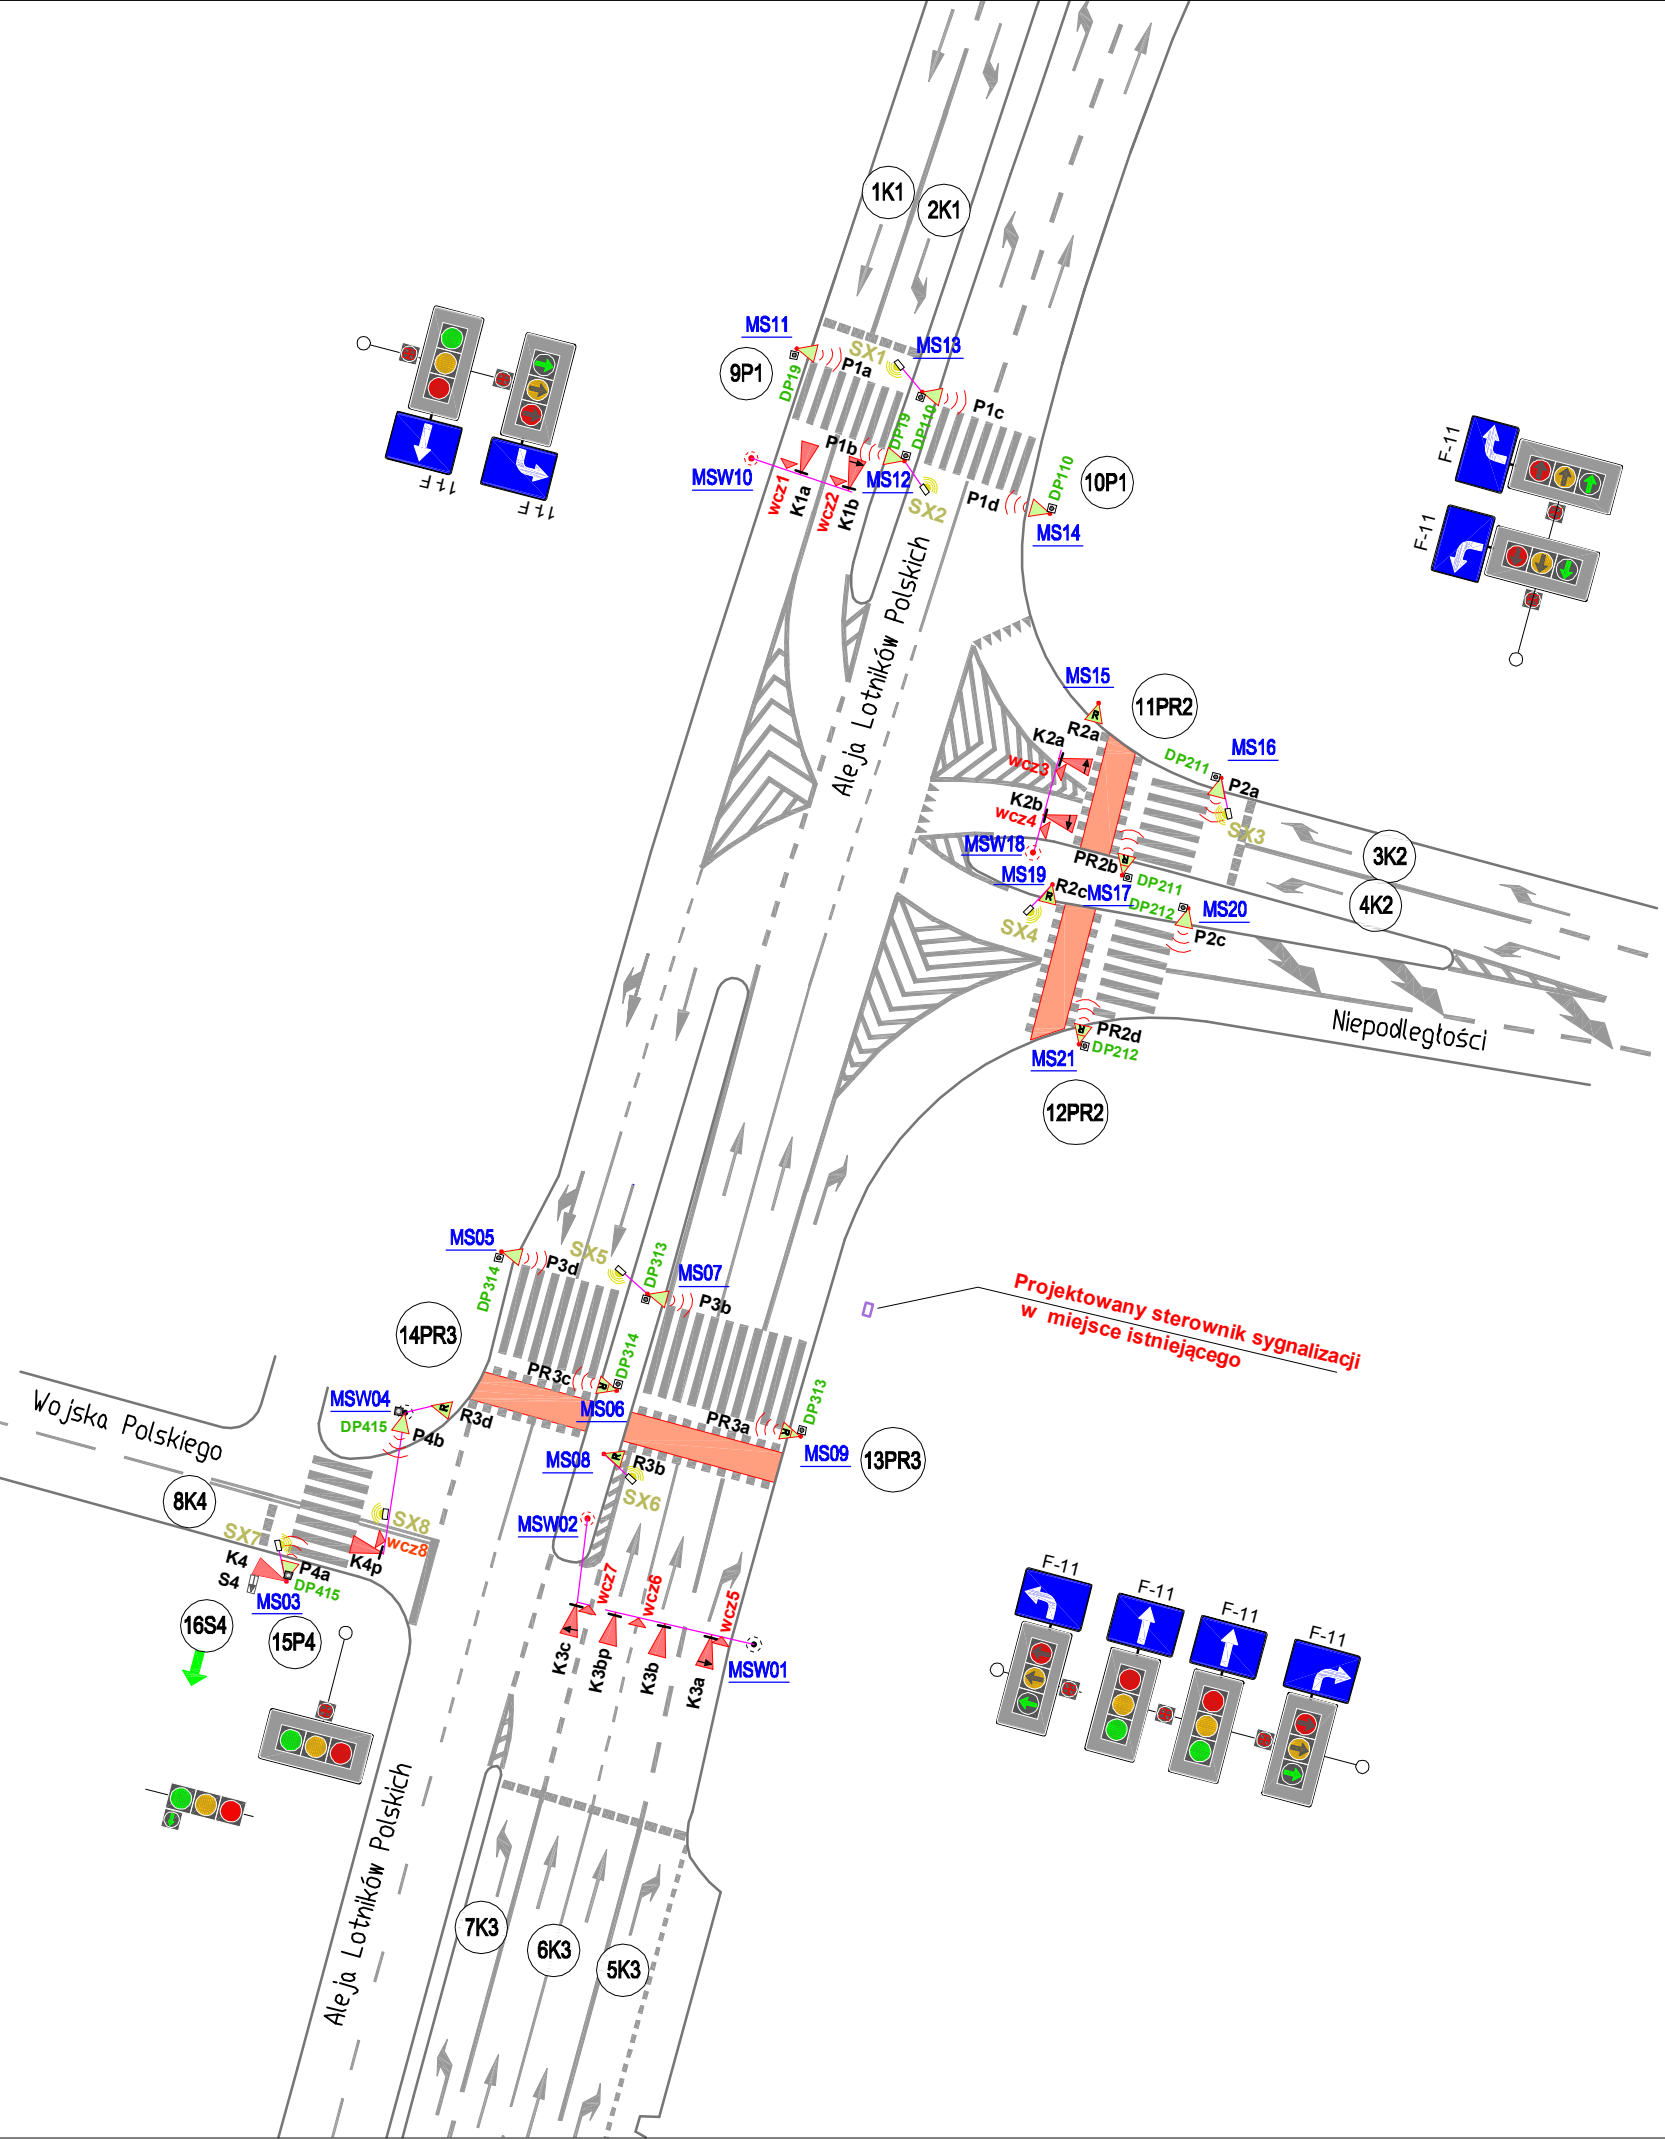 1K1
2K1
MS11
9P1
DP19
P1a
SX1
MS13
P1c
DP19
DP110
P1b
MS12
SX2
P1d
DP110
10P1
MS14
MSW10
wcz1
K1a
wcz2
K1b
F-11
F-11
F-11
F-11
Aleja Lotników Polskich
MS15
11PR2
R2a
K2a
wcz3
K2b
wcz4
MSW18
DP211
MS16
P2a
SX3
PR2b
DP211
MS19
R2c
MS17
DP212
MS20
P2c
SX4
3K2
4K2
PR2d
DP212
MS21
12PR2
Niepodległości
MS05
P3d
SX5
DP313
MS07
P3b
DP314
14PR3
PR3c
DP314
MS06
PR3a
DP313
MS09
13PR3
Projektowany sterownik sygnalizacji
w miejsce istniejącego
Wojska Polskiego
MSW04
DP415
P4b
R3d
MS08
R3b
SX6
MSW02
8K4
SX7
SX8
wcz8
K4p
K4
S4
P4a
DP415
MS03
16S4
15P4
wcz7
wcz6
wcz5
K3c
K3bp
K3b
K3a
MSW01
F-11
F-11
F-11
F-11
Aleja Lotników Polskich
7K3
6K3
5K3